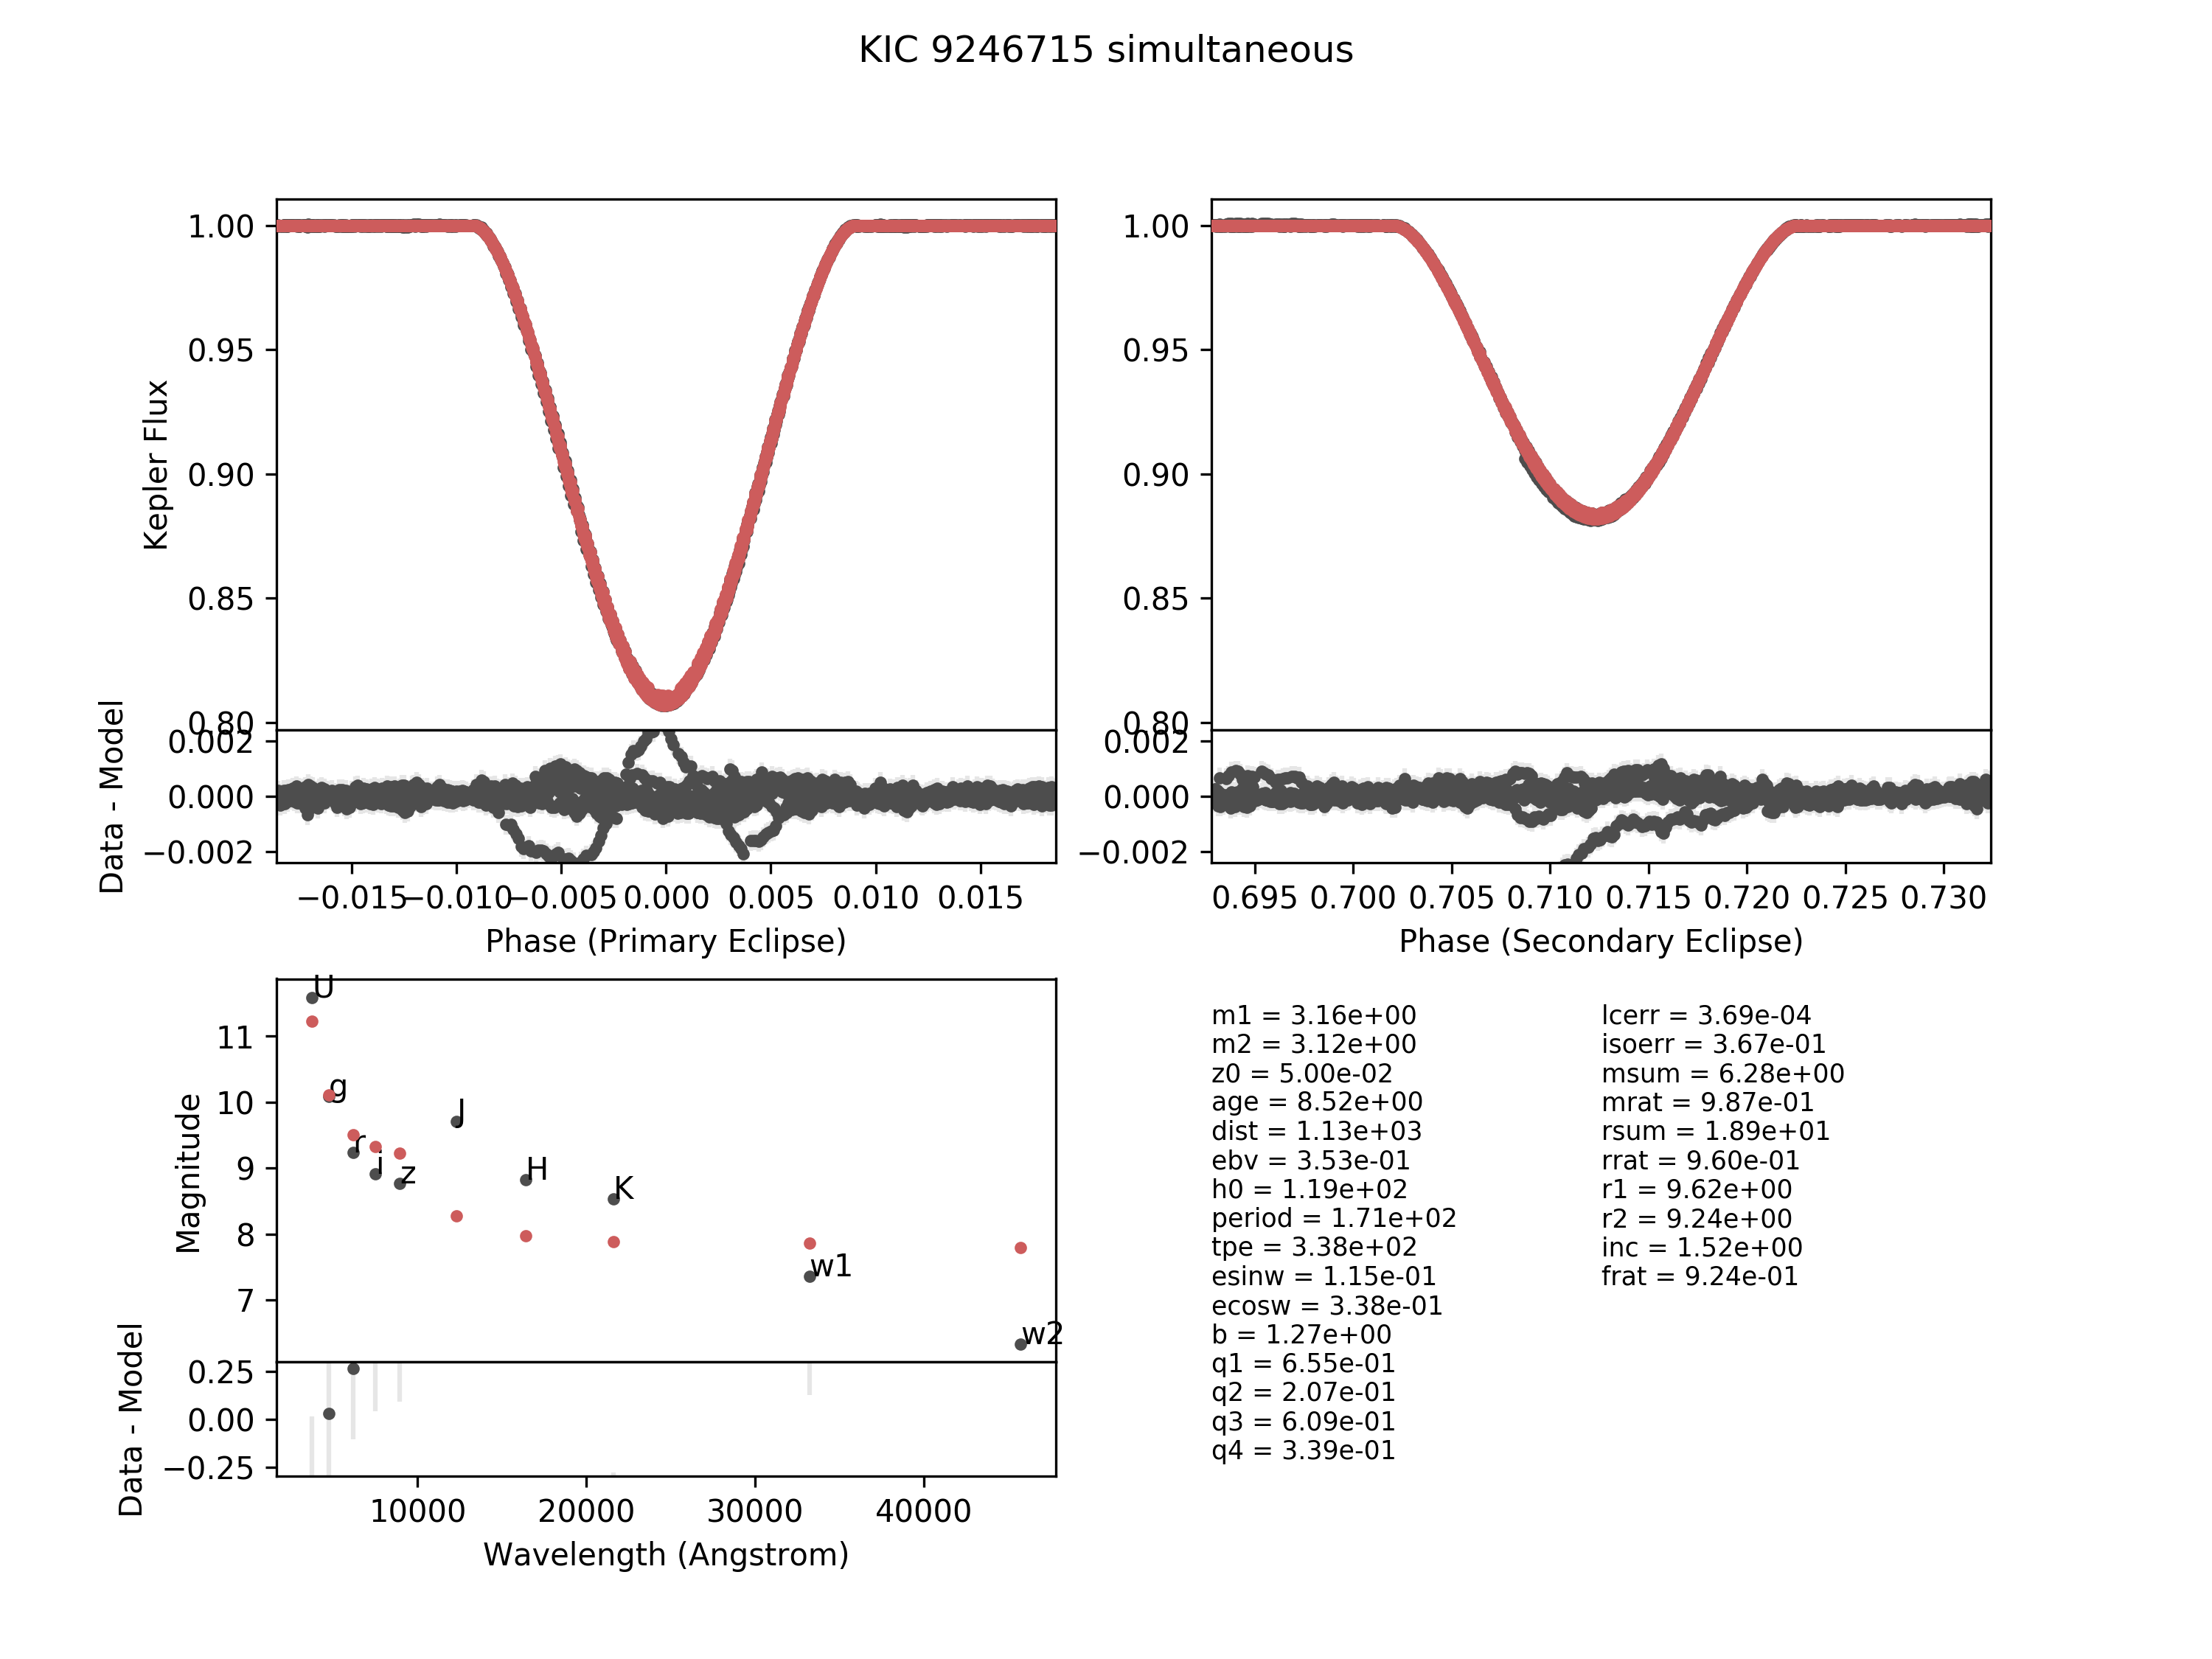 KIC 9246715 simultaneous
1.00
0.95
0.90
0.85
0.80
Kepler Flux
0.002
0.000
−0.002
Data - Model
−0.015 −0.010 −0.005 0.000 0.005 0.010 0.015
Phase (Primary Eclipse)
1.00
0.95
0.90
0.85
0.80
0.002
0.000
−0.002
0.695 0.700 0.705 0.710 0.715 0.720 0.725 0.730
Phase (Secondary Eclipse)
11
10
9
8
7
Magnitude
U
g
r
i
z
J
H
K
w1
w2
0.25
0.00
−0.25
Data - Model
10000 20000 30000 40000
Wavelength (Angstrom)
m1 = 3.16e+00
m2 = 3.12e+00
z0 = 5.00e-02
age = 8.52e+00
dist = 1.13e+03
ebv = 3.53e-01
h0 = 1.19e+02
period = 1.71e+02
tpe = 3.38e+02
esinw = 1.15e-01
ecosw = 3.38e-01
b = 1.27e+00
q1 = 6.55e-01
q2 = 2.07e-01
q3 = 6.09e-01
q4 = 3.39e-01
lcerr = 3.69e-04
isoerr = 3.67e-01
msum = 6.28e+00
mrat = 9.87e-01
rsum = 1.89e+01
rrat = 9.60e-01
r1 = 9.62e+00
r2 = 9.24e+00
inc = 1.52e+00
frat = 9.24e-01